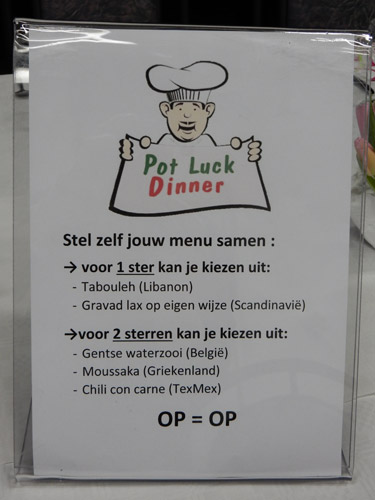 Pot Luck
Dinner
Stel zelf jouw menu samen :
→ voor 1 ster kan je kiezen uit:
- Tabouleh (Libanon)
- Gravad lax op eigen wijze (Scandinavië)
→voor 2 sterren kan je kiezen uit:
- Gentse waterzooi (België)
- Moussaka (Griekenland)
- Chili con carne (TexMex)
OP = OP